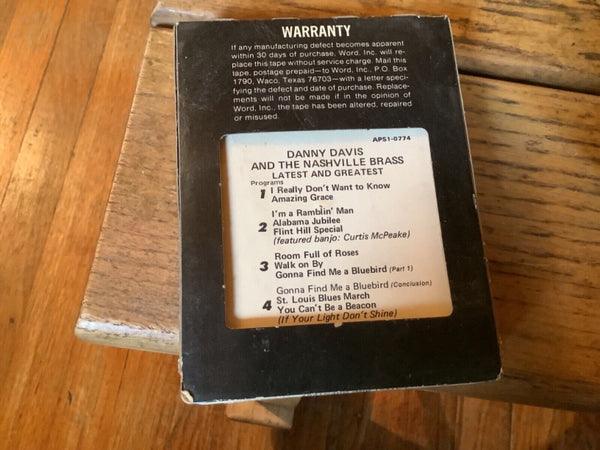 WARRANTY
If any manufacturing defect becomes apparent
within 30 days of purchase, Word, Inc. will re-
place this tape without service charge. Mail this
tape, postage prepaid—to Word, Inc., P.O. Box
1790, Waco, Texas 76703—with a letter speci-
fying the defect and date of purchase. Replace-
ments will not be made if in the opinion of
Word, Inc., the tape has been altered, repaired
or misused.
APS1-0774
DANNY DAVIS
AND THE NASHVILLE BRASS
LATEST AND GREATEST
Programs
1 I Really Don't Want to Know
Amazing Grace
I'm a Ramblin' Man
2 Alabama Jubilee
Flint Hill Special
(featured banjo: Curtis McPeake)
Room Full of Roses
3 Walk on By
Gonna Find Me a Bluebird (Part 1)
Gonna Find Me a Bluebird (Conclusion)
4 St. Louis Blues March
You Can't Be a Beacon
(If Your Light Don't Shine)